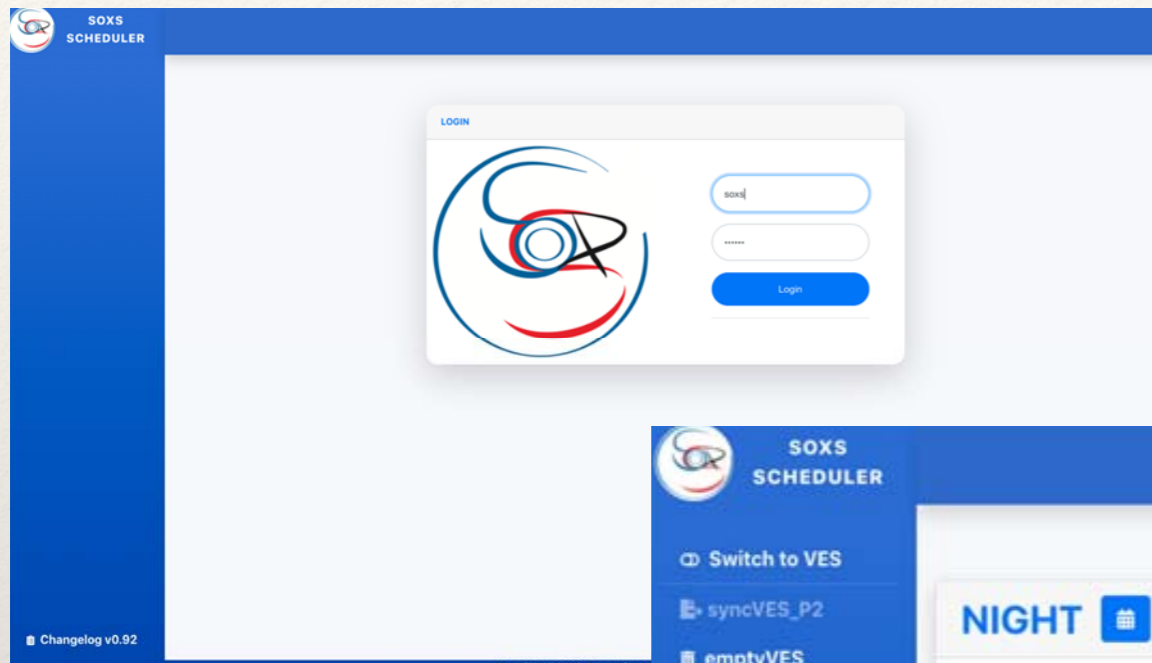 SOXS
SCHEDULER
LOGIN
soxs
••••••
Login
Changelog v0.92
SOXS
SCHEDULER
Switch to VES
syncVES_P2
NIGHT
emptyVES